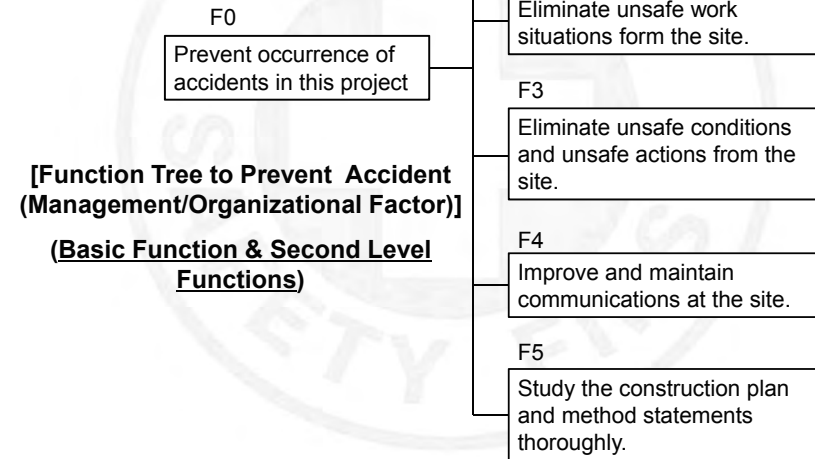 F0
Prevent occurrence of
accidents in this project
[Function Tree to Prevent Accident
(Management/Organizational Factor)]
(Basic Function & Second Level
Functions)
Eliminate unsafe work
situations form the site.
F3
Eliminate unsafe conditions
and unsafe actions from the
site.
F4
Improve and maintain
communications at the site.
F5
Study the construction plan
and method statements
thoroughly.